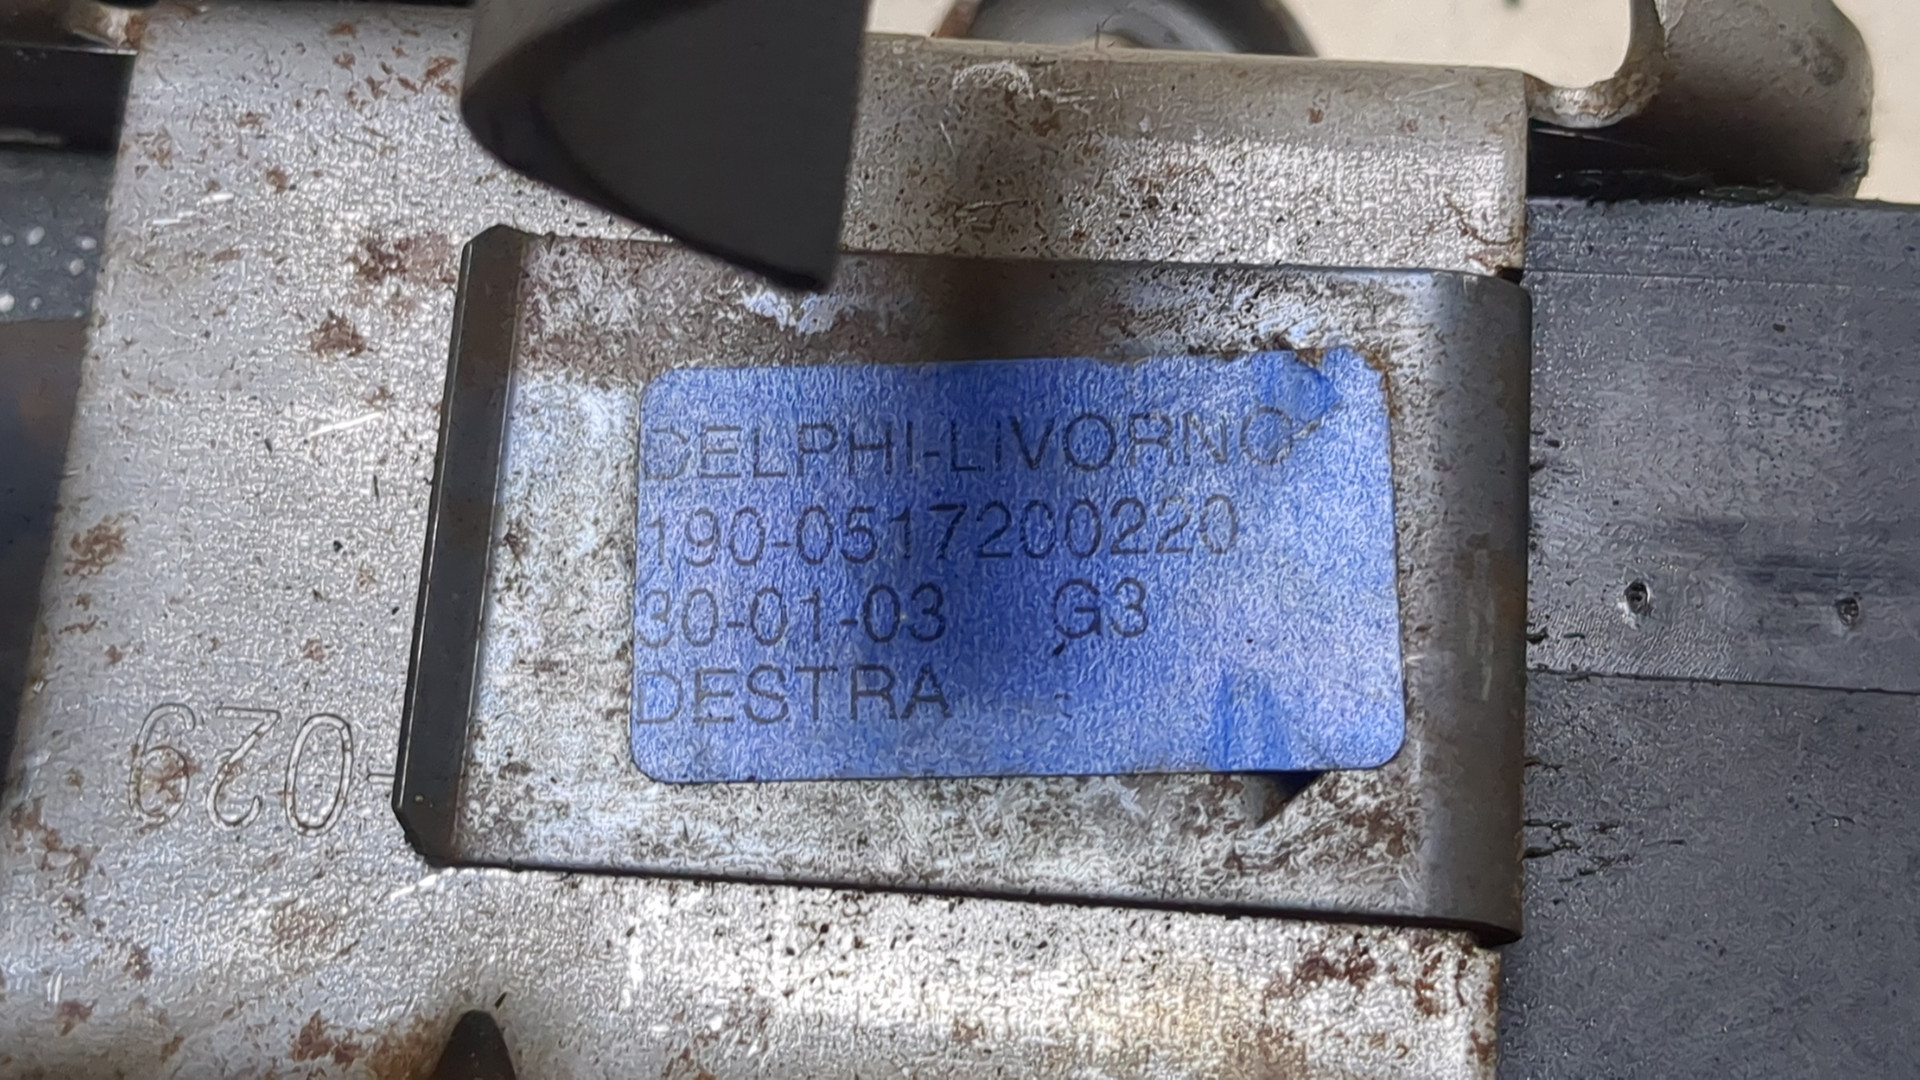 DELPHI-LIVORNO
190-0517200220
30-01-03 G3
DESTRA -
-029